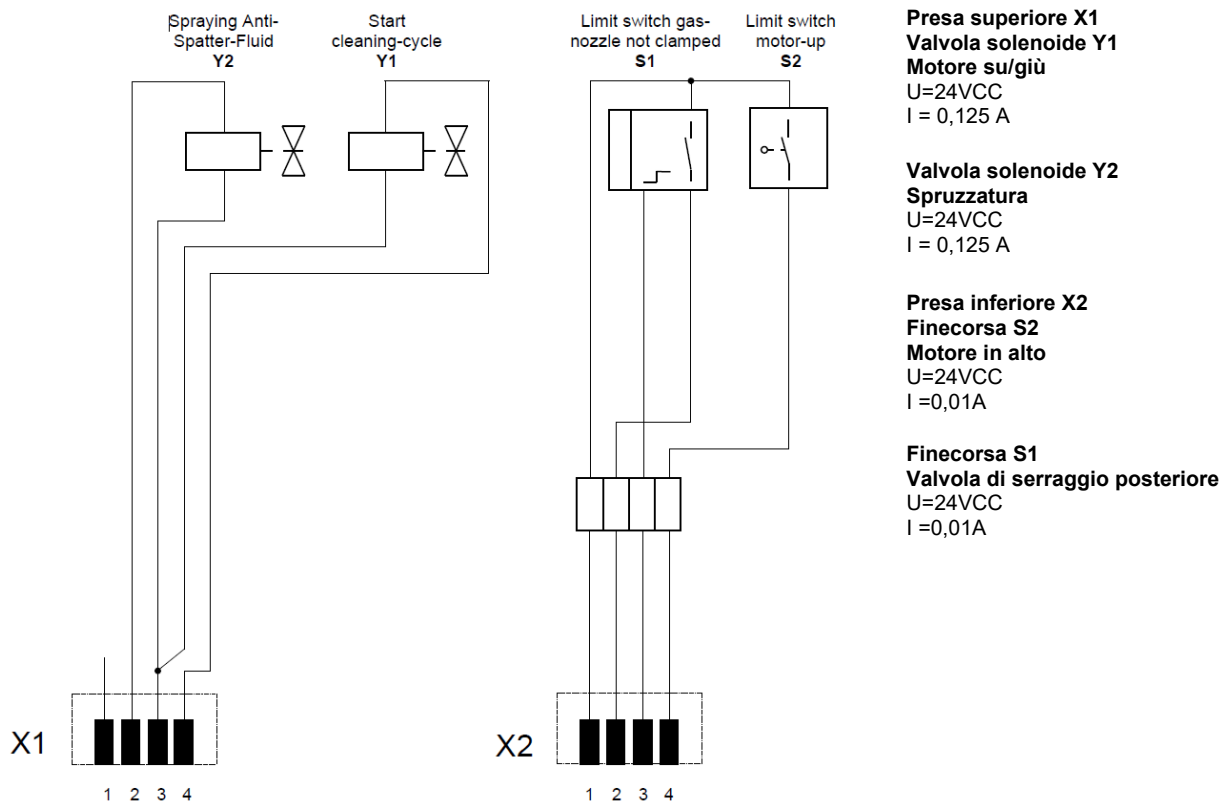 Spraying Anti-
Spatter-Fluid
Y2
Start
cleaning-cycle
Y1
Limit switch gas-
nozzle not clamped
S1
Limit switch
motor-up
S2
X1
1 2 3 4
X2
1 2 3 4
Presa superiore X1
Valvola solenoide Y1
Motore su/giù
U=24VCC
I = 0,125 A
Valvola solenoide Y2
Spruzzatura
U=24VCC
I = 0,125 A
Presa inferiore X2
Finecorsa S2
Motore in alto
U=24VCC
I =0,01A
Finecorsa S1
Valvola di serraggio posteriore
U=24VCC
I =0,01A